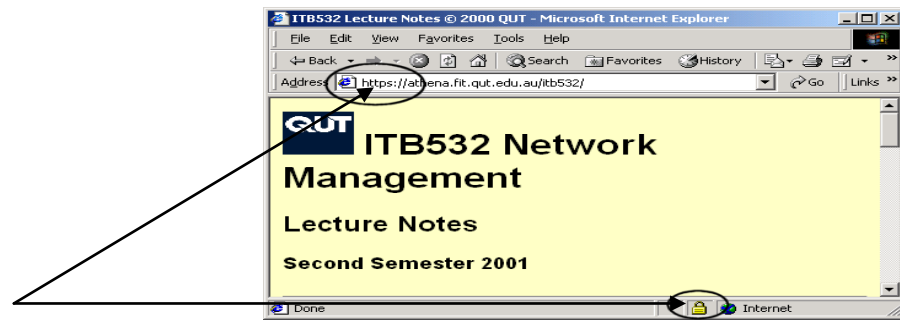 ITB532 Lecture Notes © 2000 QUT - Microsoft Internet Explorer
File Edit View Favorites Tools Help
Back Search Favorites History »
Address https://athena.fit.qut.edu.au/itb532/ Go Links »
QUT ITB532 Network
Management
Lecture Notes
Second Semester 2001
Done Internet